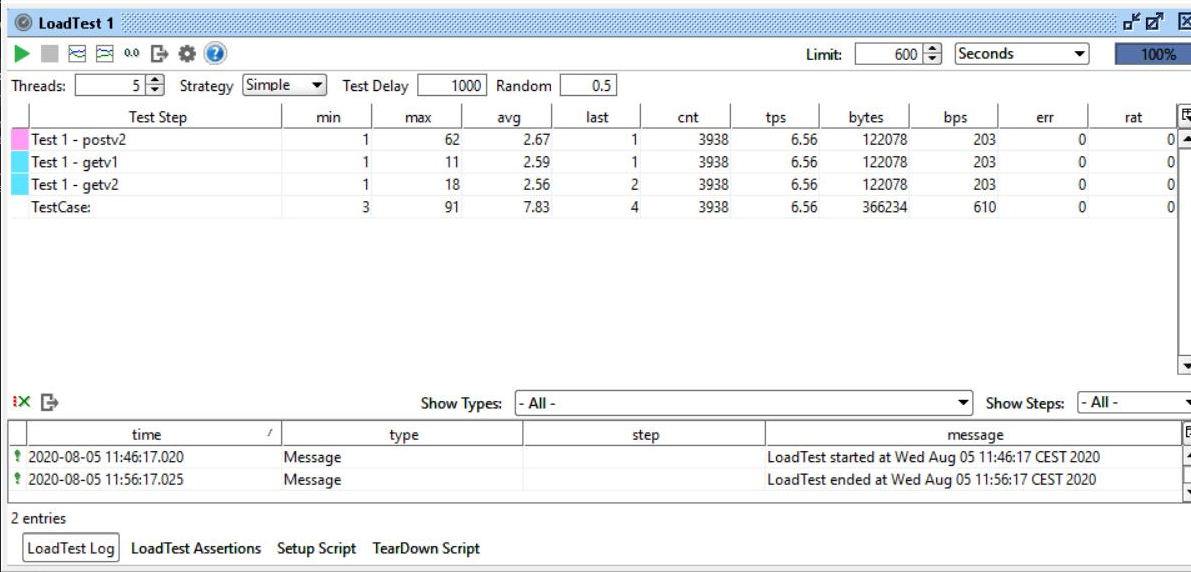 LoadTest 1
0.0 ? Limit: 600 Seconds 100%
Threads: 5 Strategy Simple Test Delay 1000 Random 0.5
Test Step min max avg last cnt tps bytes bps err rat
Test 1 - postv2 1 62 2.67 1 3938 6.56 122078 203 0 0
Test 1 - getv1 1 11 2.59 1 3938 6.56 122078 203 0 0
Test 1 - getv2 1 18 2.56 2 3938 6.56 122078 203 0 0
TestCase: 3 91 7.83 4 3938 6.56 366234 610 0 0
Show Types: - All - Show Steps: - All -
time type step message
2020-08-05 11:46:17.020 Message LoadTest started at Wed Aug 05 11:46:17 CEST 2020
2020-08-05 11:56:17.025 Message LoadTest ended at Wed Aug 05 11:56:17 CEST 2020
2 entries
LoadTest Log LoadTest Assertions Setup Script TearDown Script